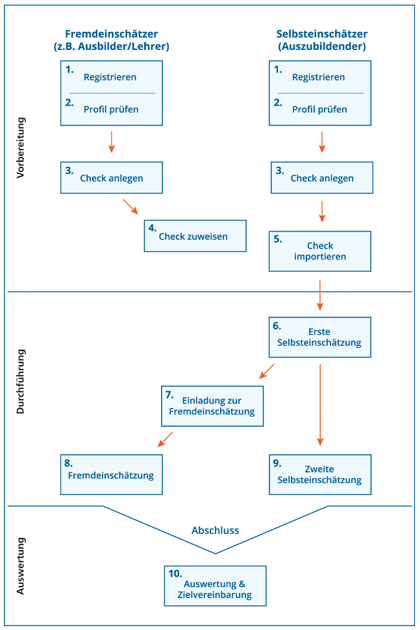 Fremdeinschätzer
(z.B. Ausbilder/Lehrer)
Selbsteinschätzer
(Auszubildender)
Vorbereitung
1.
Registrieren
2.
Profil prüfen
1.
Registrieren
2.
Profil prüfen
3.
Check anlegen
3.
Check anlegen
4.
Check zuweisen
5.
Check
importieren
Durchführung
6.
Erste
Selbsteinschätzung
7.
Einladung zur
Fremdeinschätzung
8.
Fremdeinschätzung
9.
Zweite
Selbsteinschätzung
Auswertung
Abschluss
10.
Auswertung &
Zielvereinbarung